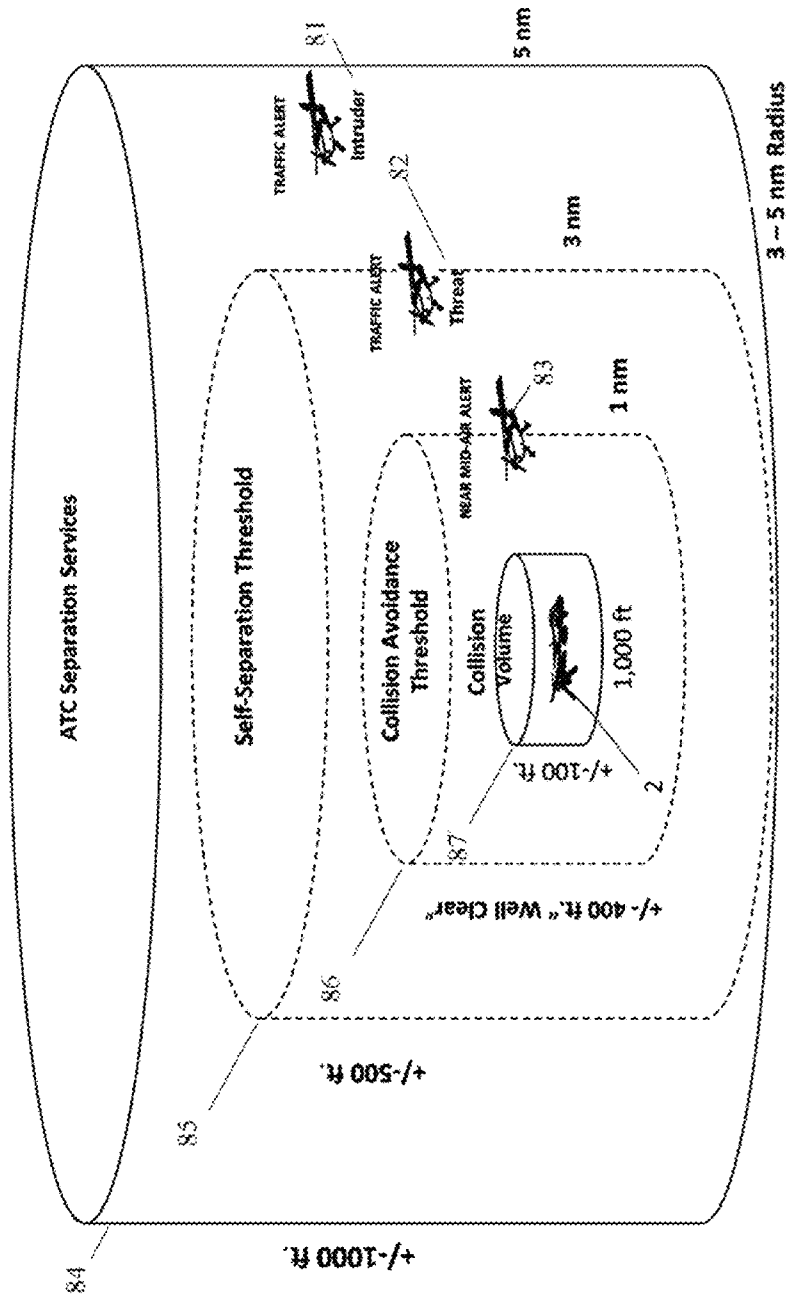 84
85
86
87
2
ATC Separation Services
Self-Separation Threshold
Collision Avoidance
Threshold
Collision
Volume
1,000 ft
+/-100 ft.
+/- 400 ft." Well Clear"
+/-500 ft.
+/-1000 ft.
NEAR MID-AIR ALERT
83
1 nm
TRAFFIC ALERT
Threat
82
3 nm
TRAFFIC ALERT
Intruder
81
5 nm
3 – 5 nm Radius